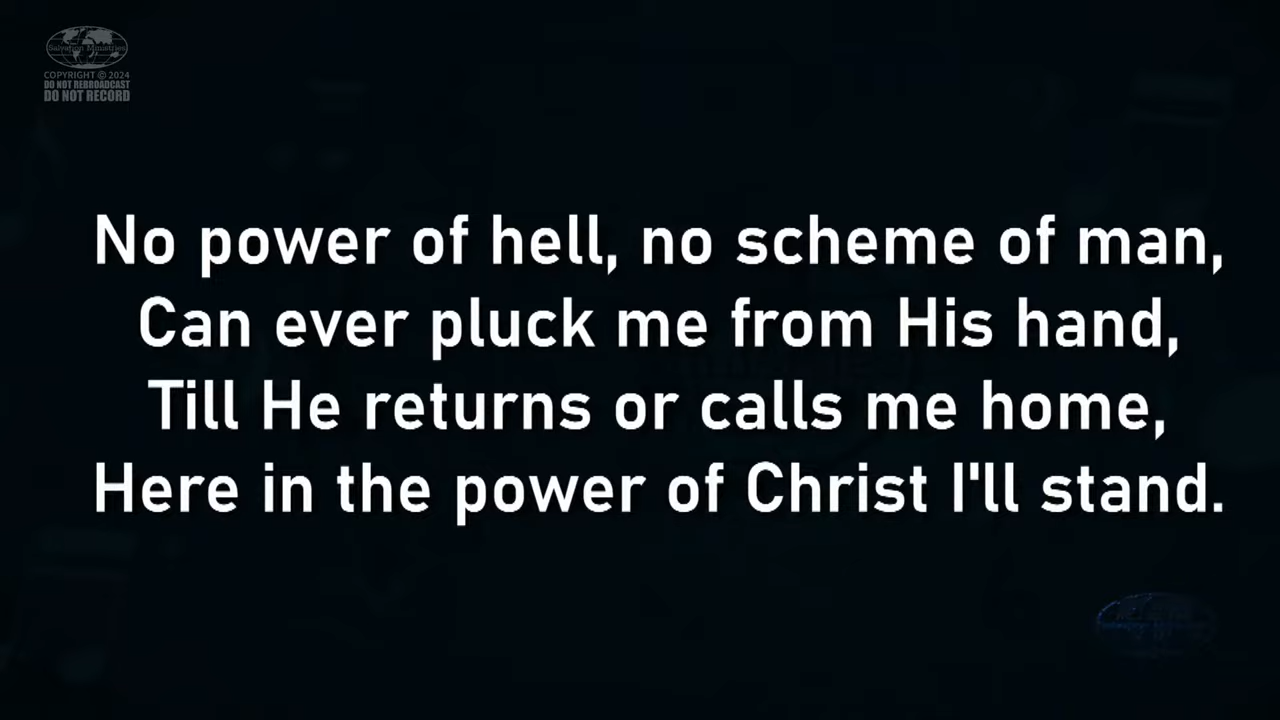 Salvation Ministries
COPYRIGHT © 2024
DO NOT REBROADCAST
DO NOT RECORD
No power of hell, no scheme of man,
Can ever pluck me from His hand,
Till He returns or calls me home,
Here in the power of Christ I'll stand.